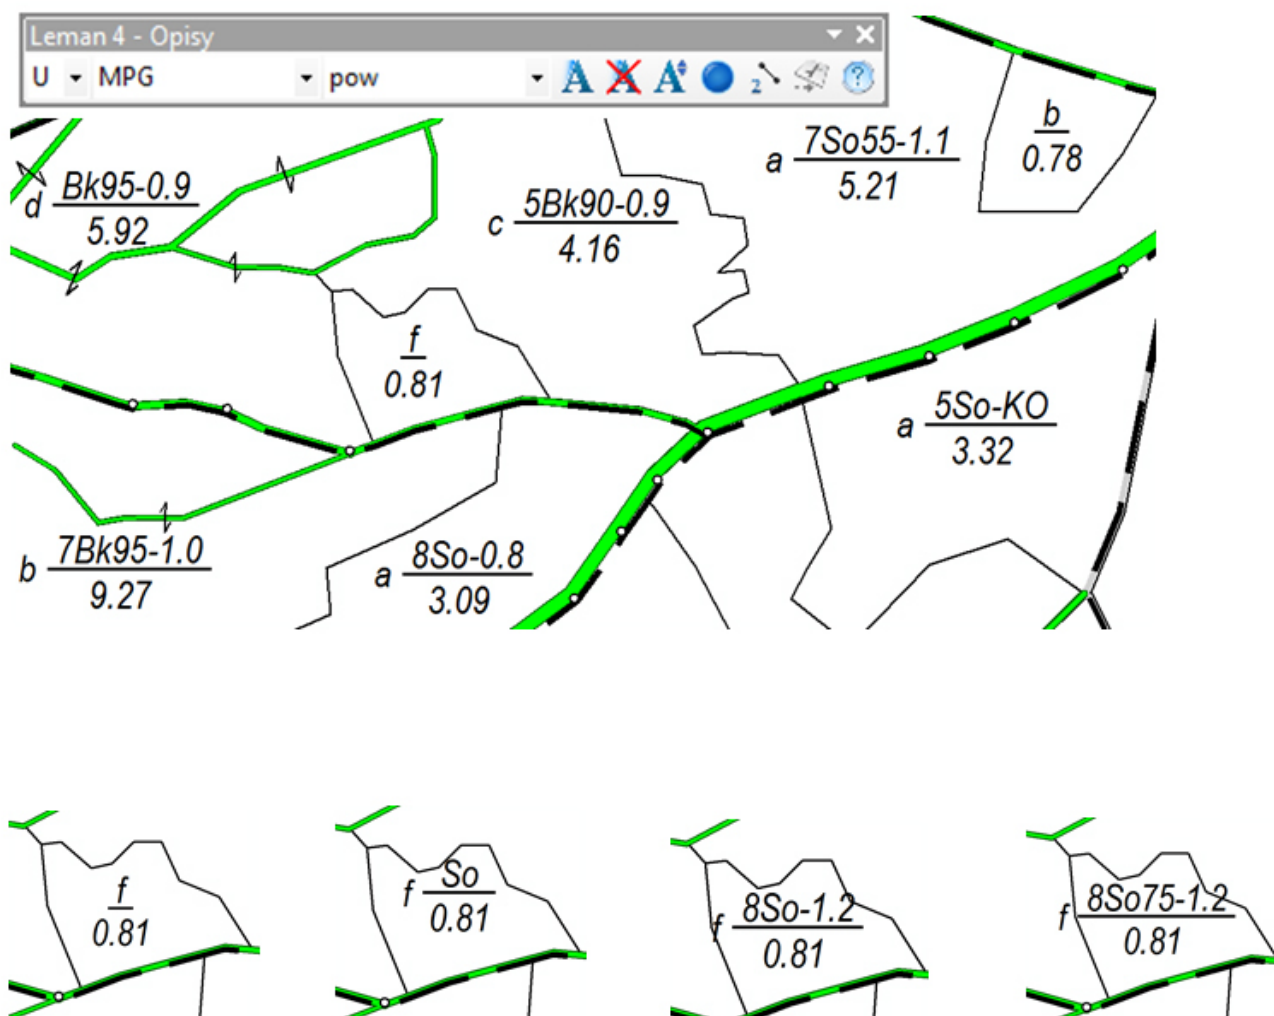 Leman 4 - Opisy
U MPG pow A A A 2 ?
7So55-1.1
a
5.21
b
0.78
Bk95-0.9
d
5.92
5Bk90-0.9
c
4.16
f
0.81
5So-KO
a
3.32
7Bk95-1.0
b
9.27
8So-0.8
a
3.09
f
0.81
So
f
0.81
8So-1.2
f
0.81
8So75-1.2
f
0.81